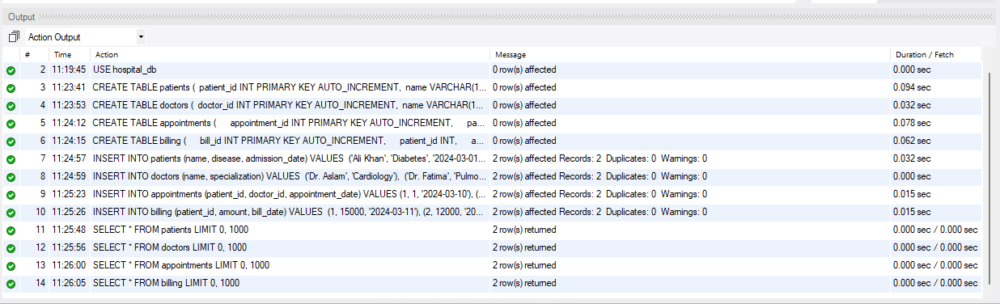 Output
Action Output
# Time Action Message Duration / Fetch
2 11:19:45 USE hospital_db 0 row(s) affected 0.000 sec
3 11:23:41 CREATE TABLE patients ( patient_id INT PRIMARY KEY AUTO_INCREMENT, name VARCHAR(1... 0 row(s) affected 0.094 sec
4 11:23:53 CREATE TABLE doctors ( doctor_id INT PRIMARY KEY AUTO_INCREMENT, name VARCHAR(1... 0 row(s) affected 0.032 sec
5 11:24:12 CREATE TABLE appointments ( appointment_id INT PRIMARY KEY AUTO_INCREMENT, pa... 0 row(s) affected 0.078 sec
6 11:24:15 CREATE TABLE billing ( bill_id INT PRIMARY KEY AUTO_INCREMENT, patient_id INT, a... 0 row(s) affected 0.062 sec
7 11:24:57 INSERT INTO patients (name, disease, admission_date) VALUES ('Ali Khan', 'Diabetes', '2024-03-01... 2 row(s) affected Records: 2 Duplicates: 0 Warnings: 0 0.032 sec
8 11:24:59 INSERT INTO doctors (name, specialization) VALUES ('Dr. Aslam', 'Cardiology'), ('Dr. Fatima', 'Pulmo... 2 row(s) affected Records: 2 Duplicates: 0 Warnings: 0 0.000 sec
9 11:25:23 INSERT INTO appointments (patient_id, doctor_id, appointment_date) VALUES (1, 1, '2024-03-10'), (... 2 row(s) affected Records: 2 Duplicates: 0 Warnings: 0 0.015 sec
10 11:25:26 INSERT INTO billing (patient_id, amount, bill_date) VALUES (1, 15000, '2024-03-11'), (2, 12000, '20... 2 row(s) affected Records: 2 Duplicates: 0 Warnings: 0 0.015 sec
11 11:25:48 SELECT * FROM patients LIMIT 0, 1000 2 row(s) returned 0.000 sec / 0.000 sec
12 11:25:56 SELECT * FROM doctors LIMIT 0, 1000 2 row(s) returned 0.000 sec / 0.000 sec
13 11:26:00 SELECT * FROM appointments LIMIT 0, 1000 2 row(s) returned 0.000 sec / 0.000 sec
14 11:26:05 SELECT * FROM billing LIMIT 0, 1000 2 row(s) returned 0.000 sec / 0.000 sec